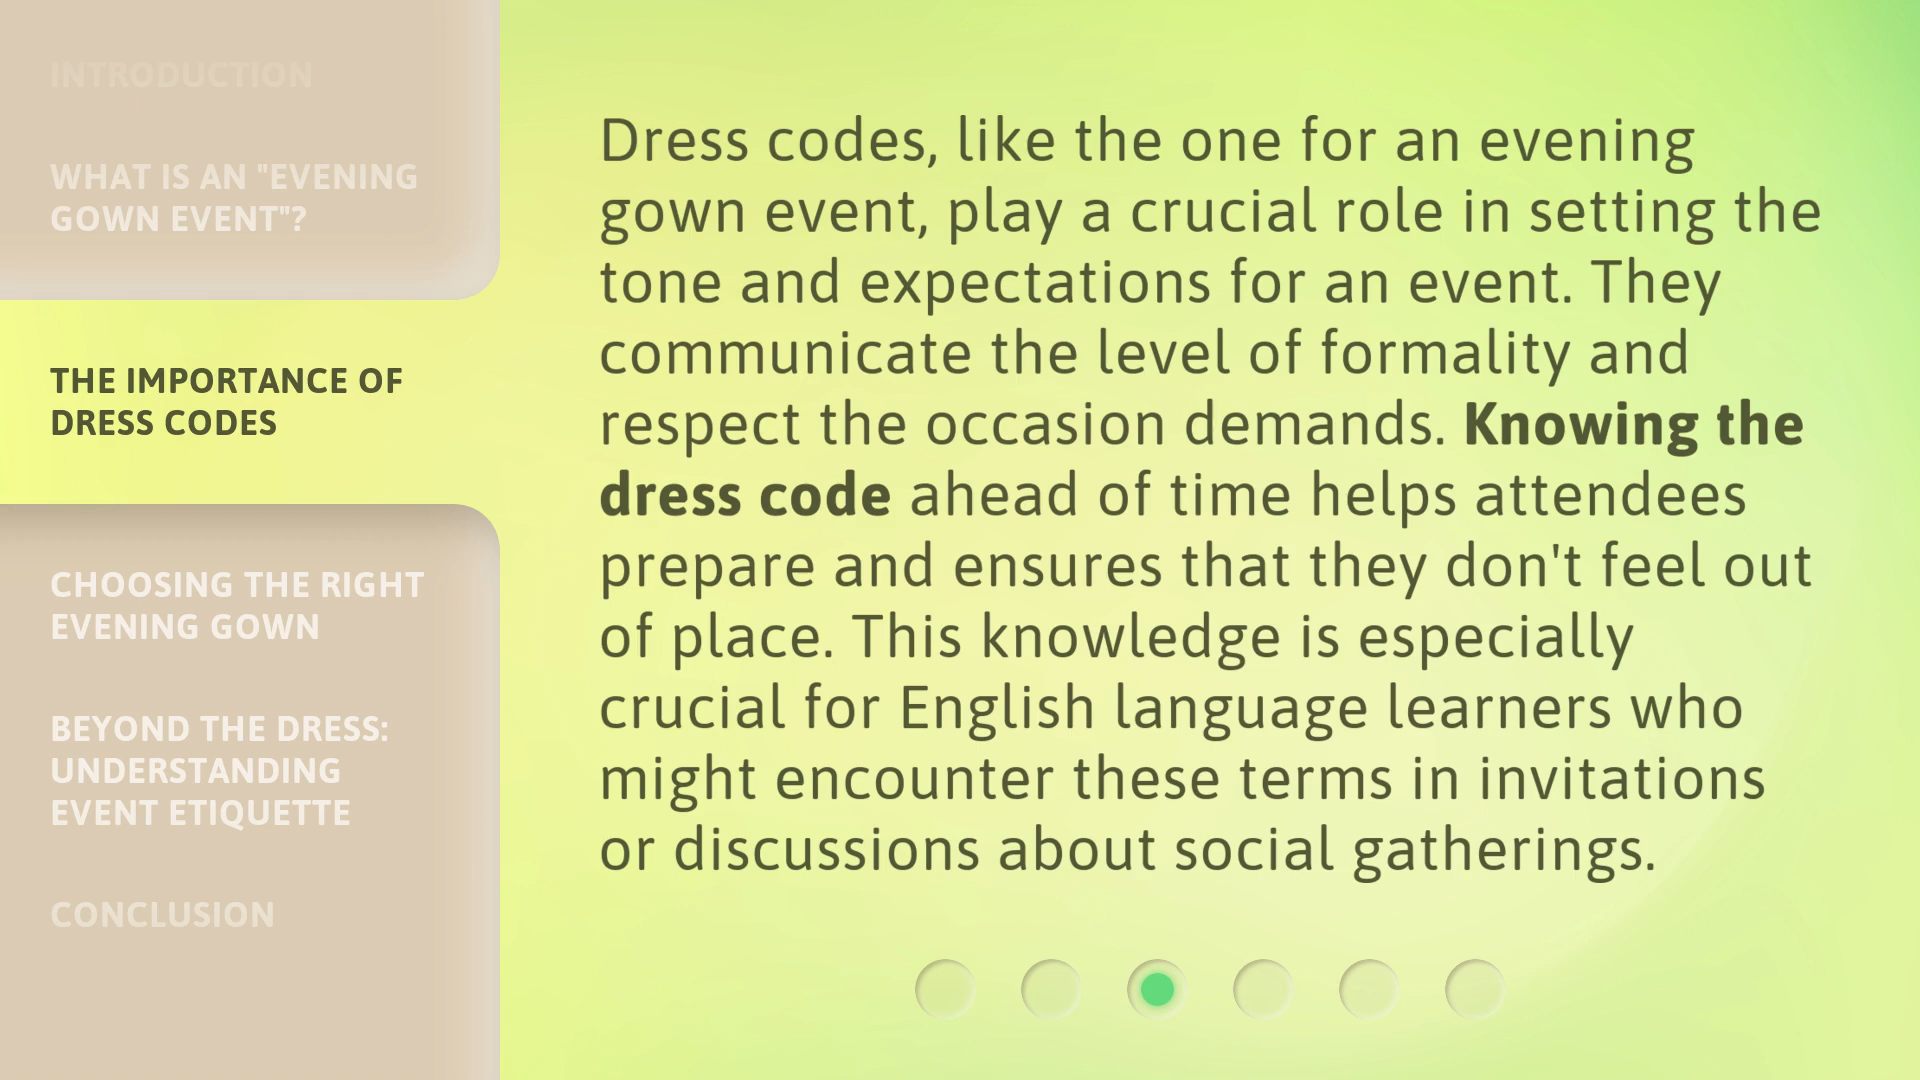 INTRODUCTION
WHAT IS AN "EVENING
GOWN EVENT"?
THE IMPORTANCE OF
DRESS CODES
CHOOSING THE RIGHT
EVENING GOWN
BEYOND THE DRESS:
UNDERSTANDING
EVENT ETIQUETTE
CONCLUSION
Dress codes, like the one for an evening
gown event, play a crucial role in setting the
tone and expectations for an event. They
communicate the level of formality and
respect the occasion demands. Knowing the
dress code ahead of time helps attendees
prepare and ensures that they don't feel out
of place. This knowledge is especially
crucial for English language learners who
might encounter these terms in invitations
or discussions about social gatherings.